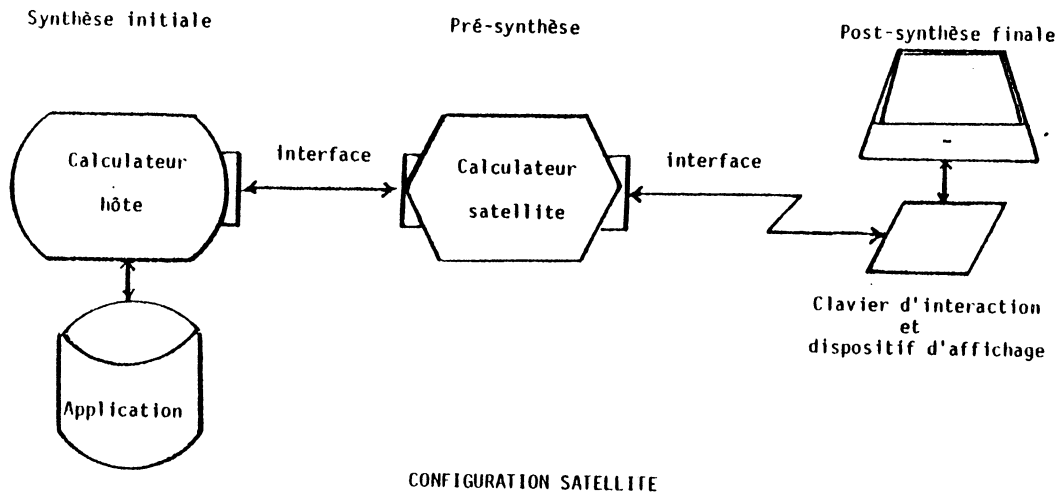 Synthèse initiale
Pré-synthèse
Post-synthèse finale
Calculateur
hôte
interface
Calculateur
satellite
interface
Clavier d'interaction
et
dispositif d'affichage
Application
CONFIGURATION SATELLITE